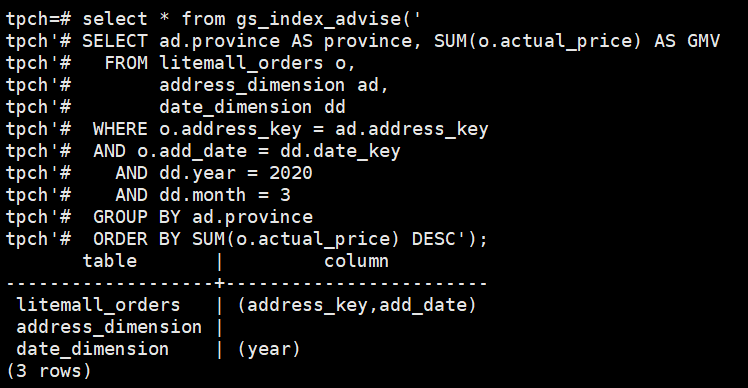 tpch=# select * from gs_index_advise('
tpch'# SELECT ad.province AS province, SUM(o.actual_price) AS GMV
tpch'#   FROM litemall_orders o,
tpch'#        address_dimension ad,
tpch'#        date_dimension dd
tpch'#  WHERE o.address_key = ad.address_key
tpch'#  AND o.add_date = dd.date_key
tpch'#    AND dd.year = 2020
tpch'#    AND dd.month = 3
tpch'#  GROUP BY ad.province
tpch'#  ORDER BY SUM(o.actual_price) DESC');
       table       |         column
-------------------+------------------------
 litemall_orders   | (address_key,add_date)
 address_dimension |
 date_dimension    | (year)
(3 rows)